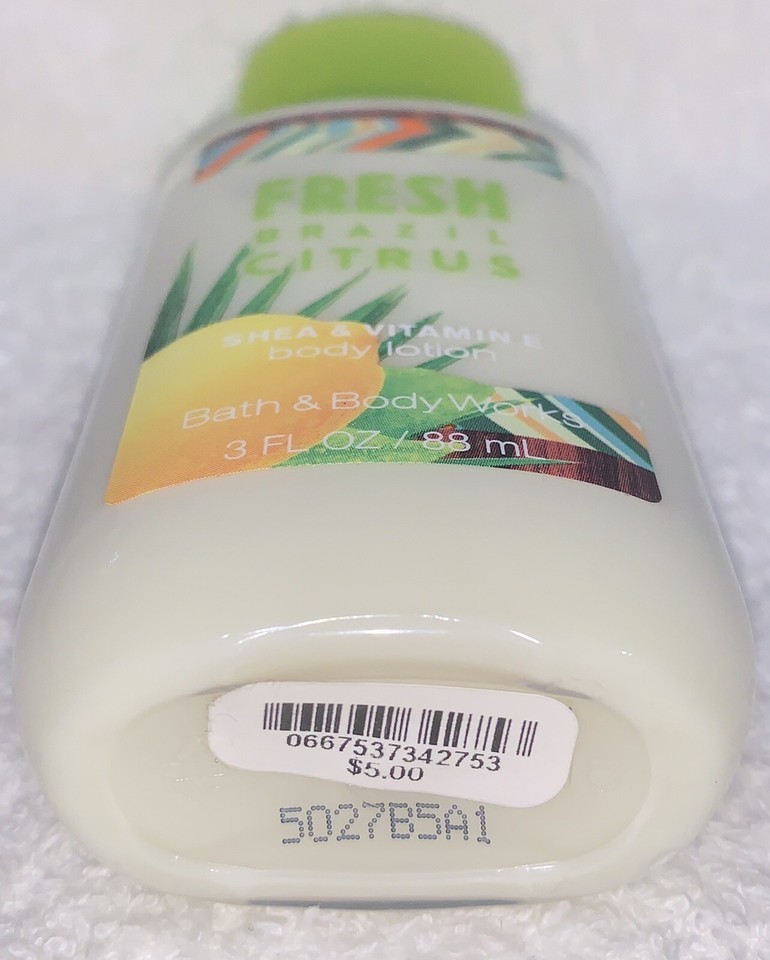 FRESH
BRAZIL
CITRUS
SHEA & VITAMIN E
body lotion
Bath & Body Works
3 FL OZ / 88 mL
0667537342753
$5.00
5027B5A1